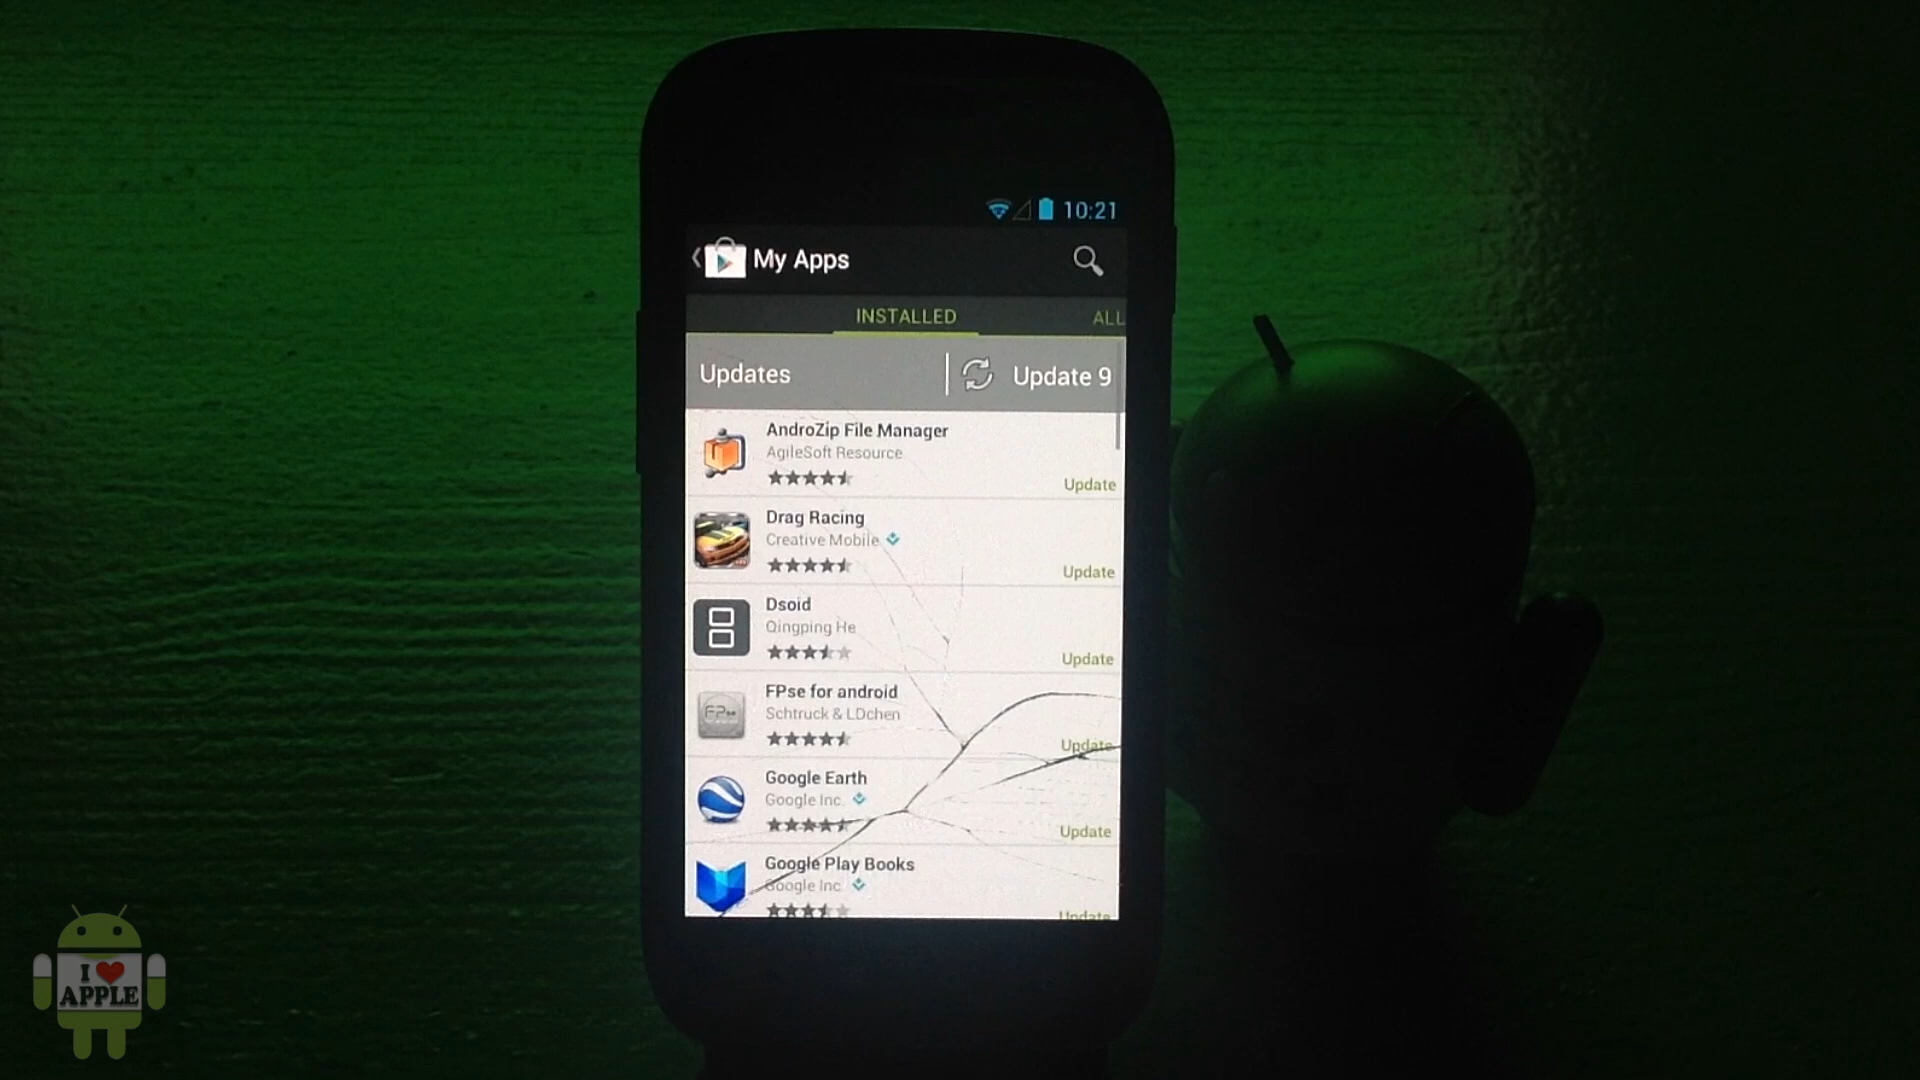 10:21
My Apps
INSTALLED
ALL
Updates
Update 9
AndroZip File Manager
AgileSoft Resource
Update
Drag Racing
Creative Mobile
Update
Dsoid
Qingping He
Update
FPse
FPse for android
Schtruck & LDchen
Update
Google Earth
Google Inc.
Update
Google Play Books
Google Inc.
Update
I
APPLE